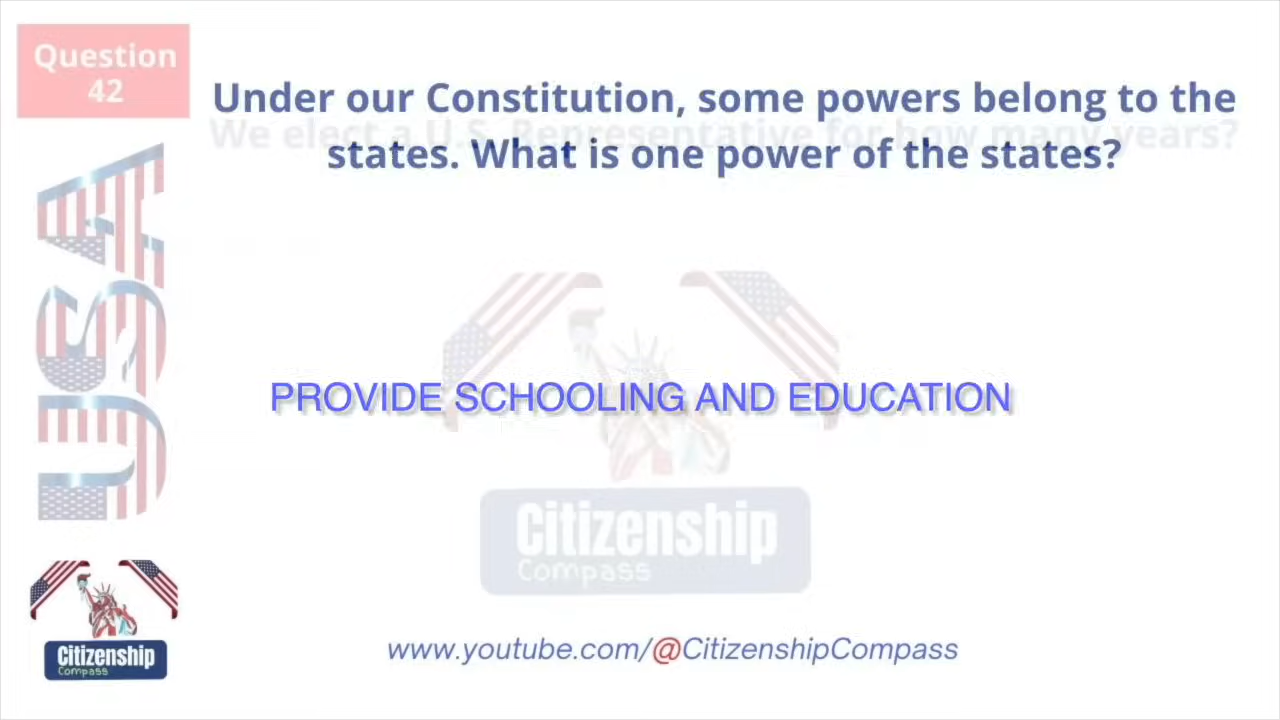 Question
42
Under our Constitution, some powers belong to the
We elect a U.S. Representative for how many years?
states. What is one power of the states?
USA
PROVIDE SCHOOLING AND EDUCATION
Citizenship
Compass
Citizenship
Compass
www.youtube.com/@CitizenshipCompass